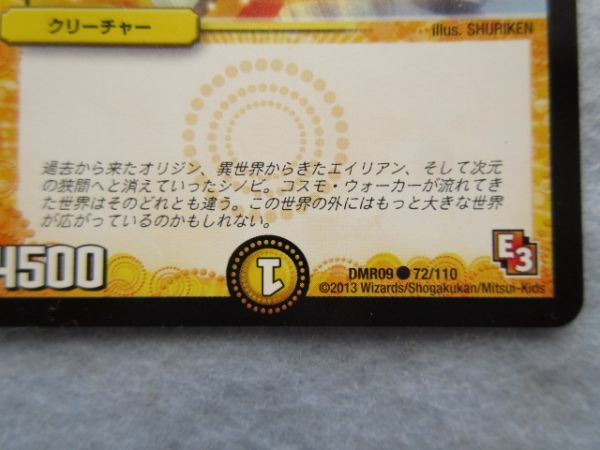 クリーチャー
illus. SHURIKEN
過去から来たオリジン、異世界からきたエイリアン、そして次元
の狭間へと消えていったシノビ。コスモ・ウォーカーが流れてき
た世界はそのどれとも違う。この世界の外にはもっと大きな世界
が広がっているのかもしれない。
4500
1
E3
DMR09 ● 72/110
©2013 Wizards/Shogakukan/Mitsui-Kids